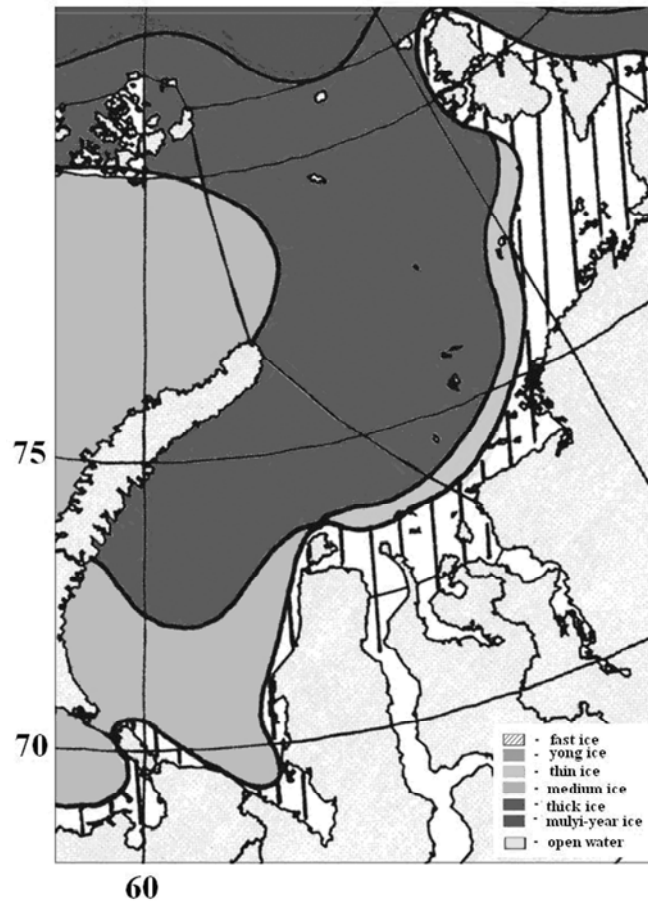 75
70
- fast ice
- yong ice
- thin ice
- medium ice
- thick ice
- mulyi-year ice
- open water
60